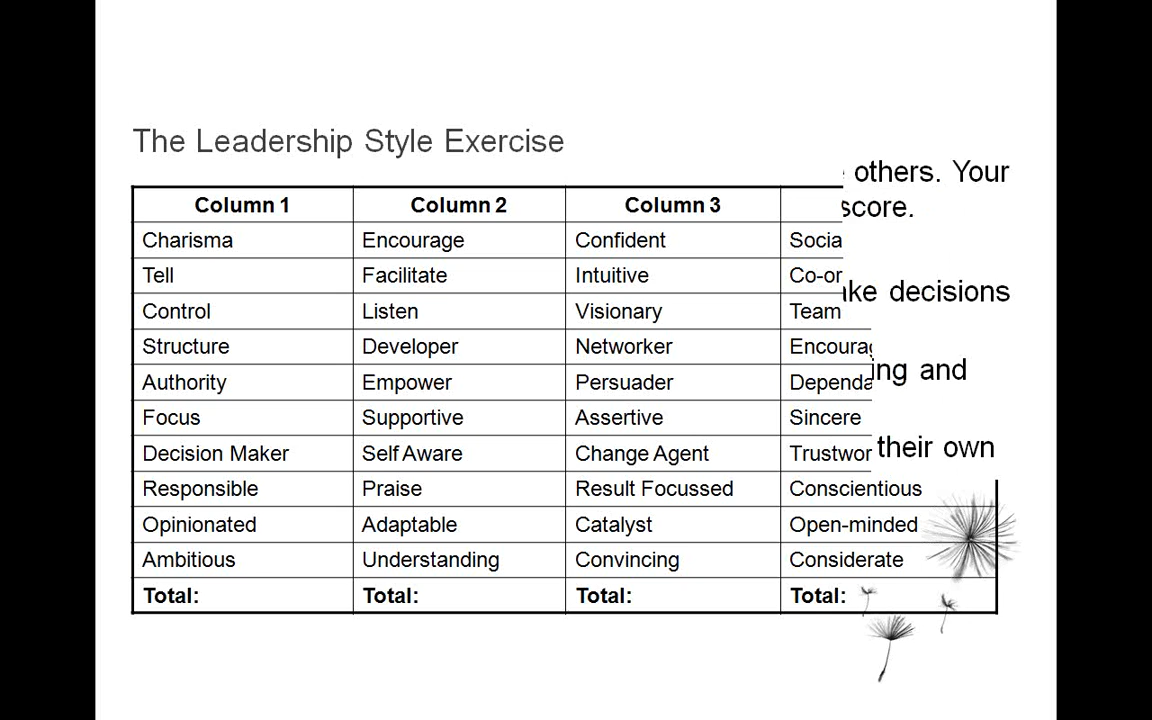 The Leadership Style Exercise
others. Your
score.
Column 1 Column 2 Column 3
Charisma Encourage Confident
Tell Facilitate Intuitive
decisions
Control Listen Visionary Team
Structure Developer Networker
and
Authority Empower Persuader
Focus Supportive Assertive Sincere
their own
Decision Maker Self Aware Change Agent
Responsible Praise Result Focussed Conscientious
Opinionated Adaptable Catalyst Open-minded
Ambitious Understanding Convincing Considerate
Total: Total: Total: Total: